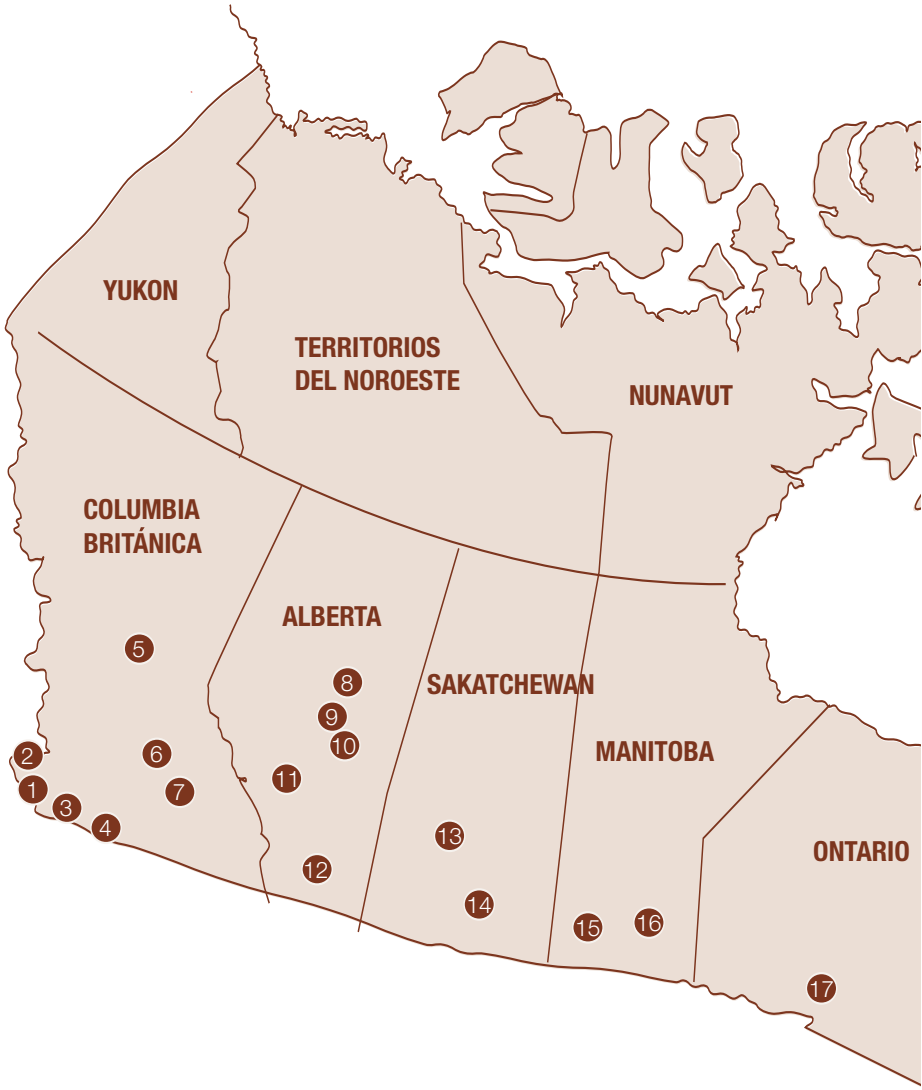 YUKON
TERRITORIOS
DEL NOROESTE
NUNAVUT
COLUMBIA
BRITÁNICA
ALBERTA
SAKATCHEWAN
MANITOBA
ONTARIO
5
8
9
10
2
6
11
1
7
3
4
13
12
14
15
16
17